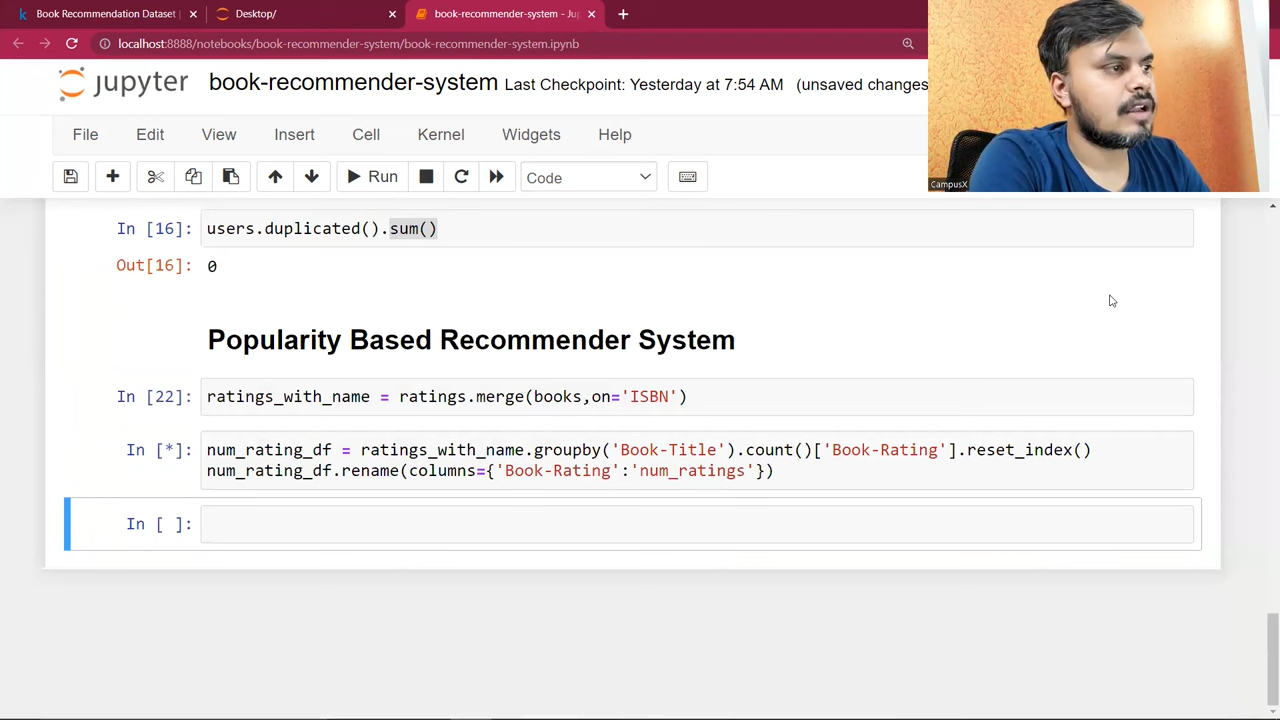 Book Recommendation Dataset |
Desktop/
book-recommender-system - Jup
localhost:8888/notebooks/book-recommender-system/book-recommender-system.ipynb
jupyter
book-recommender-system Last Checkpoint: Yesterday at 7:54 AM (unsaved changes
File Edit View Insert Cell Kernel Widgets Help
Run
Code
CampusX
In [16]: users.duplicated().sum()
Out[16]: 0
Popularity Based Recommender System
In [22]: ratings_with_name = ratings.merge(books,on='ISBN')
In [*]: num_rating_df = ratings_with_name.groupby('Book-Title').count()['Book-Rating'].reset_index()
num_rating_df.rename(columns={'Book-Rating':'num_ratings'})
In [ ]: